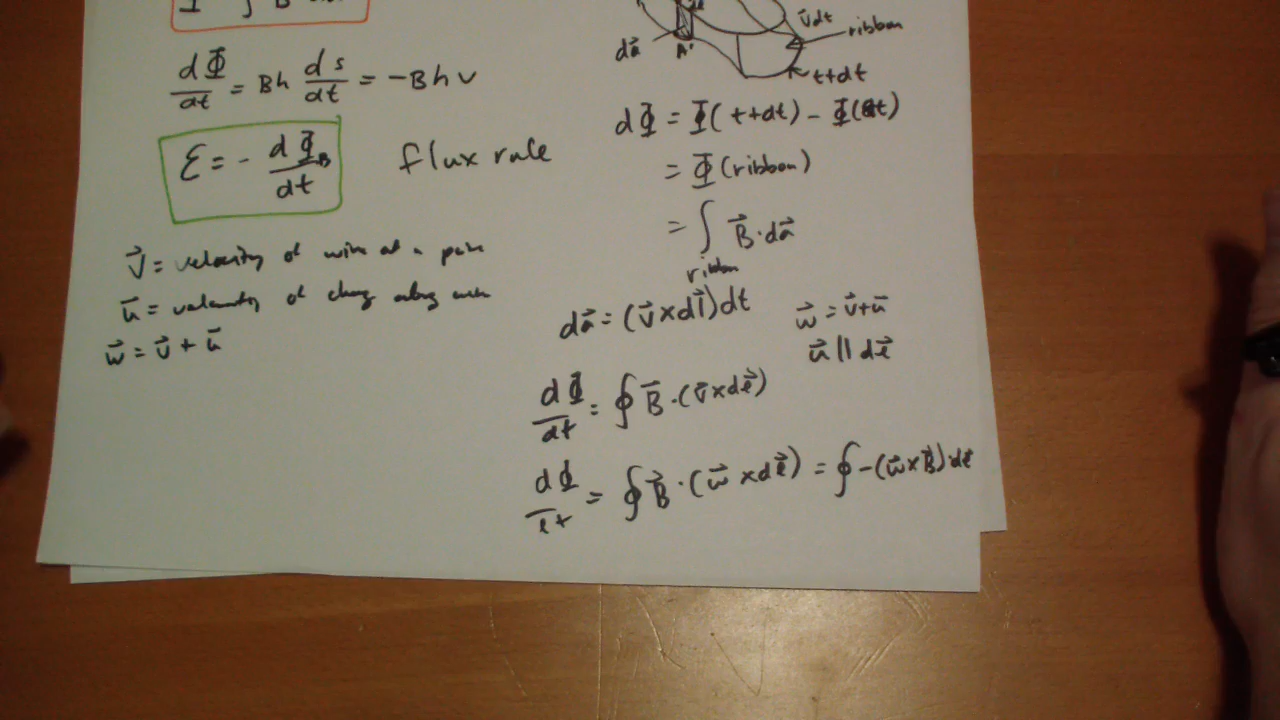 dΦ/dt = Bh ds/dt = -Bhv
ε = - dΦ_B/dt flux rule
v⃗ = velocity of wire at a
u⃗ = velocity of charg along wire
w⃗ = v⃗ + u⃗
v⃗dt
ribbon
da⃗
A'
t+dt
dΦ = Φ(t+dt) - Φ(t)
= Φ(ribbon)
= ∫ B⃗·da⃗
ribbon
da⃗ = (v⃗×dl⃗)dt
w⃗ = v⃗+u⃗
u⃗ || dℓ⃗
dΦ/dt = ∮ B⃗·(v⃗×dℓ⃗)
dΦ/dt = ∮ B⃗·(w⃗×dℓ⃗) = ∮ -(w⃗×B⃗)·dℓ⃗